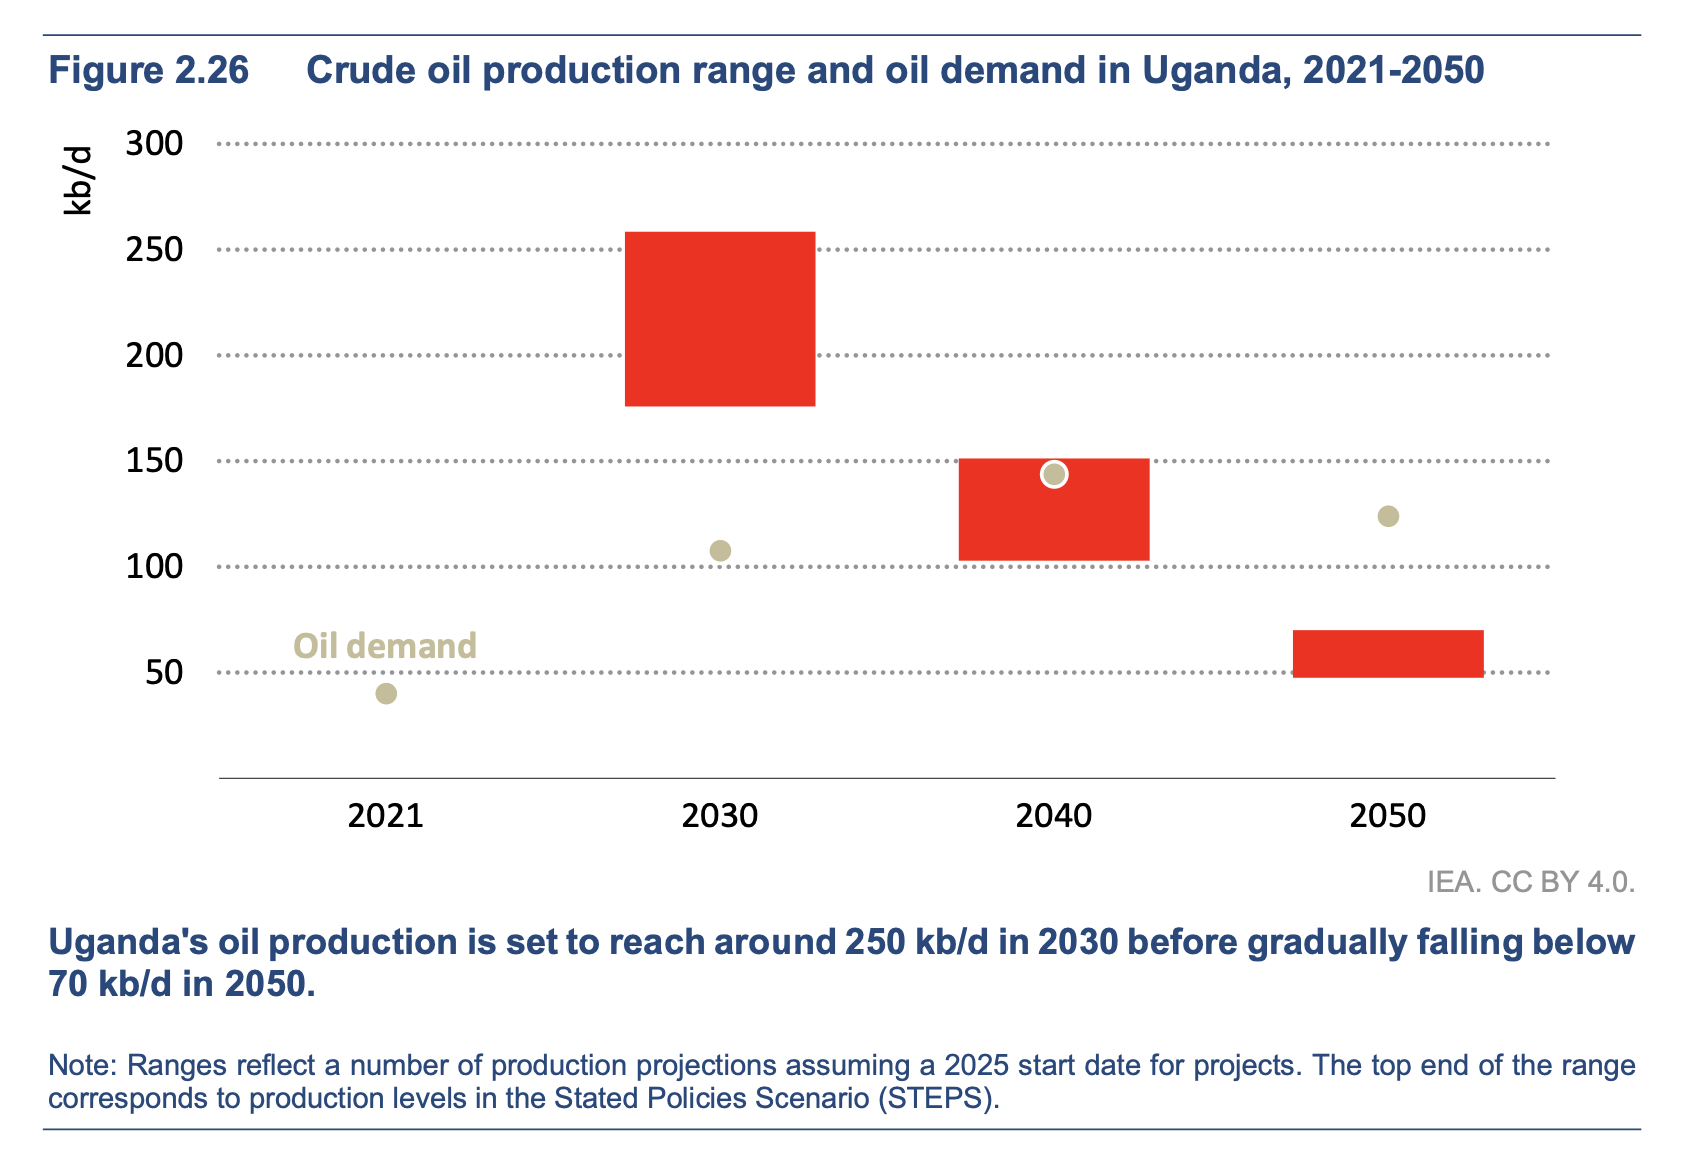 Figure 2.26 Crude oil production range and oil demand in Uganda, 2021-2050
kb/d
300
250
200
150
100
50
Oil demand
2021 2030 2040 2050
IEA. CC BY 4.0.
Uganda's oil production is set to reach around 250 kb/d in 2030 before gradually falling below
70 kb/d in 2050.
Note: Ranges reflect a number of production projections assuming a 2025 start date for projects. The top end of the range
corresponds to production levels in the Stated Policies Scenario (STEPS).